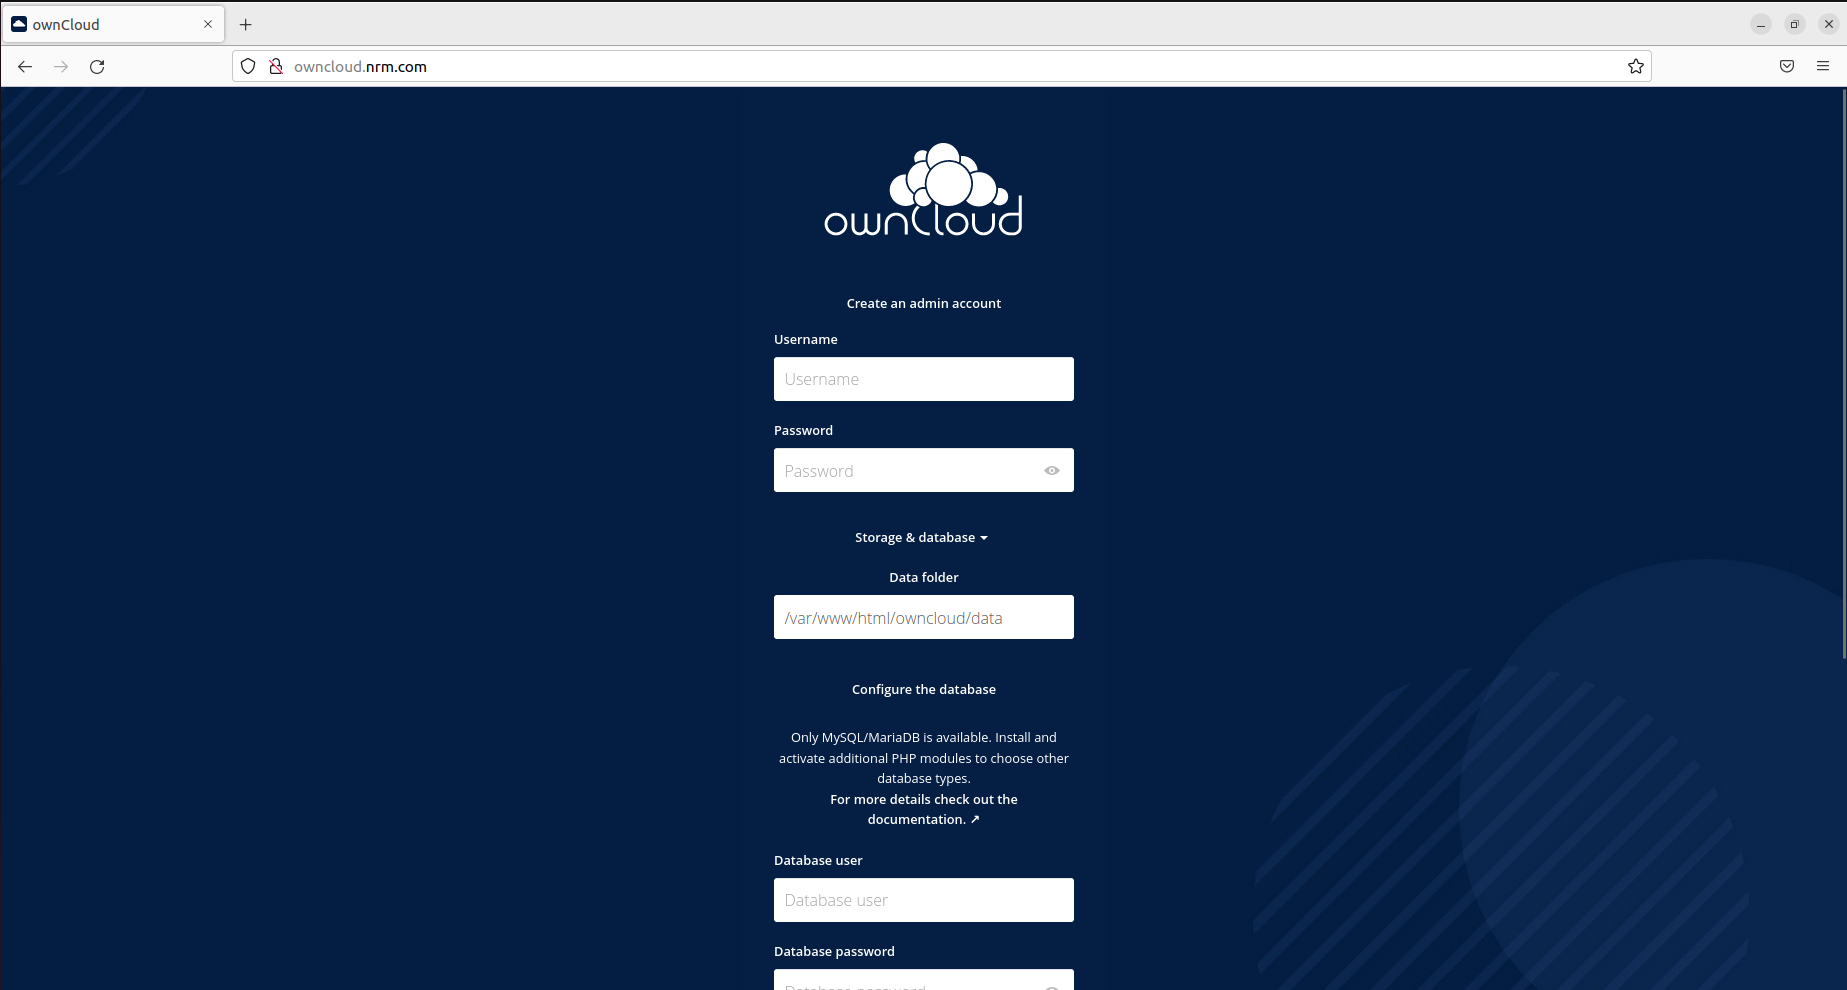 ownCloud
owncloud.nrm.com
ownCloud
Create an admin account
Username
Username
Password
Password
Storage & database
Data folder
/var/www/html/owncloud/data
Configure the database
Only MySQL/MariaDB is available. Install and
activate additional PHP modules to choose other
database types.
For more details check out the
documentation. ↗
Database user
Database user
Database password
Database password